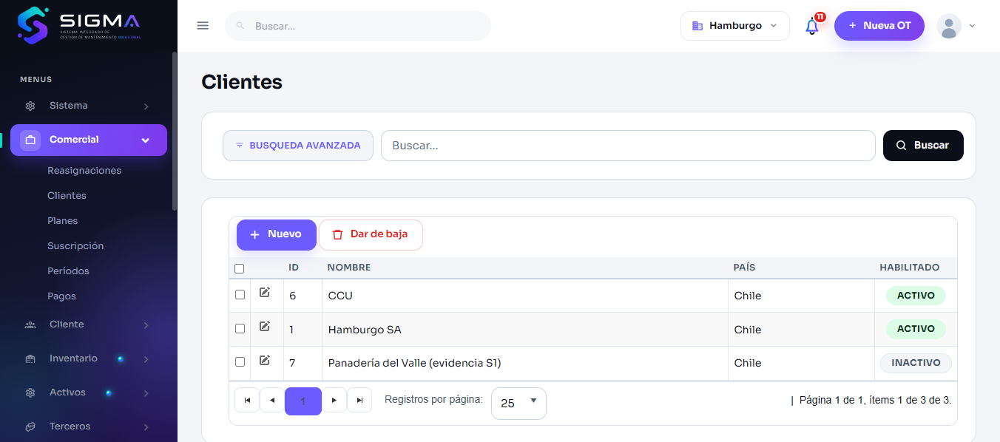 SIGMA
SISTEMA INTEGRADO DE
GESTION DE MANTENIMIENTO INDUSTRIAL
Buscar...
Hamburgo
11
+ Nueva OT
MENUS
Sistema
Comercial
Reasignaciones
Clientes
Planes
Suscripción
Períodos
Pagos
Cliente
Inventario
Activos
Terceros
Clientes
BUSQUEDA AVANZADA
Buscar...
Buscar
+ Nuevo
Dar de baja
ID NOMBRE PAÍS HABILITADO
6 CCU Chile ACTIVO
1 Hamburgo SA Chile ACTIVO
7 Panadería del Valle (evidencia S1) Chile INACTIVO
1 Registros por página: 25 | Página 1 de 1, ítems 1 de 3 de 3.